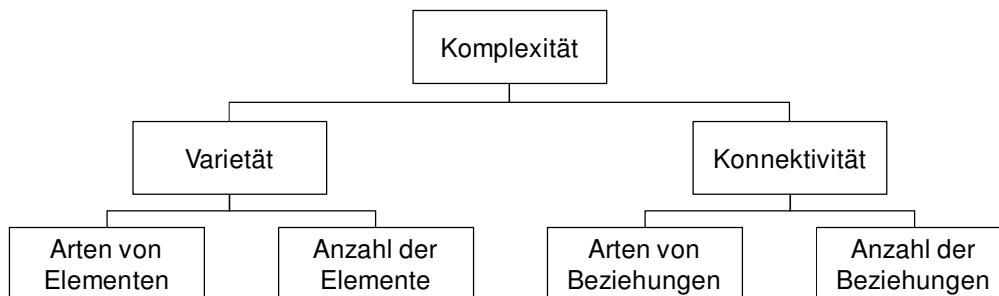 Komplexität
Varietät
Konnektivität
Arten von
Elementen
Anzahl der
Elemente
Arten von
Beziehungen
Anzahl der
Beziehungen